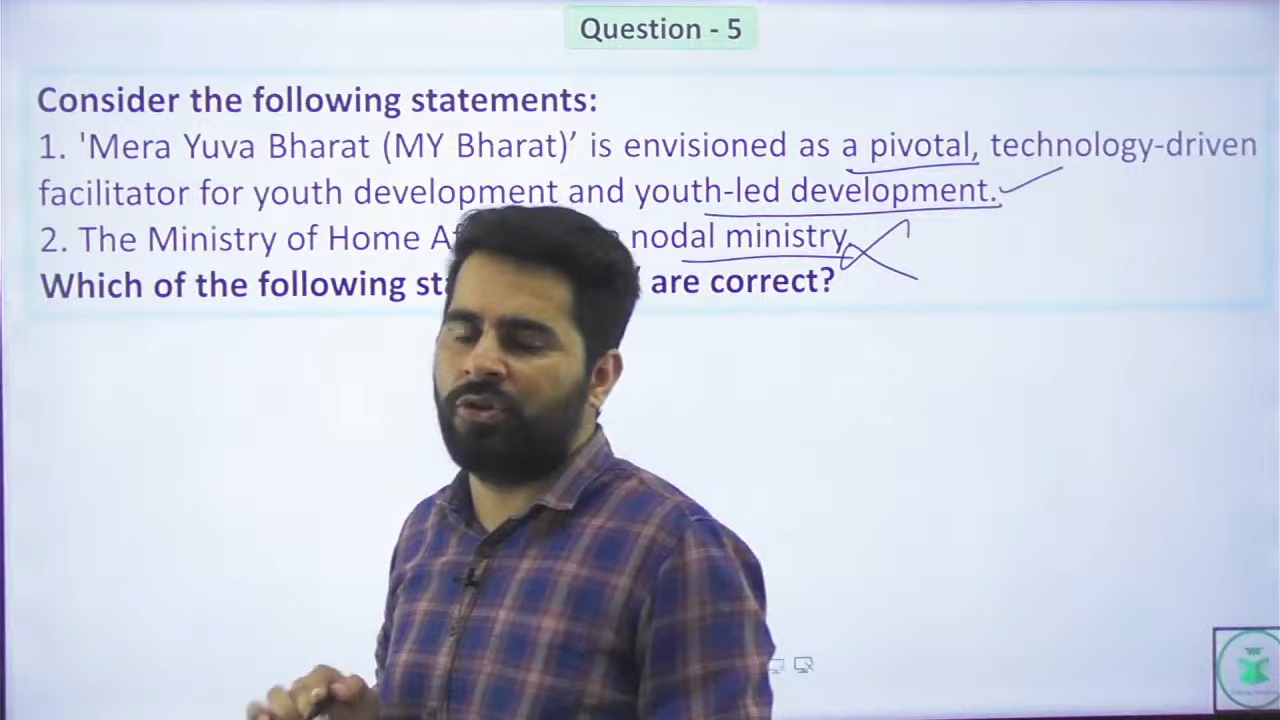 Question - 5
Consider the following statements:
1. 'Mera Yuva Bharat (MY Bharat)’ is envisioned as a pivotal, technology-driven
facilitator for youth development and youth-led development.
2. The Ministry of Home nodal ministry
Which of the following are correct?